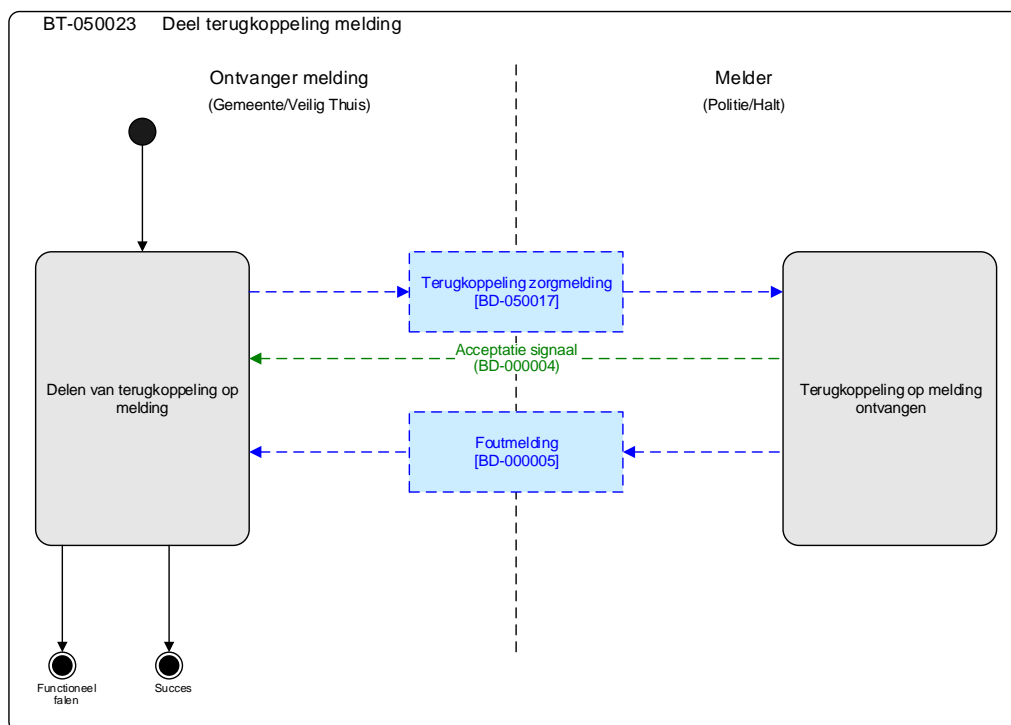 BT-050023 Deel terugkoppeling melding
Ontvanger melding
(Gemeente/Veilig Thuis)
Melder
(Politie/Halt)
Terugkoppeling zorgmelding
[BD-050017]
Acceptatie signaal
(BD-000004)
Delen van terugkoppeling op
melding
Terugkoppeling op melding
ontvangen
Foutmelding
[BD-000005]
Functioneel
falen
Succes